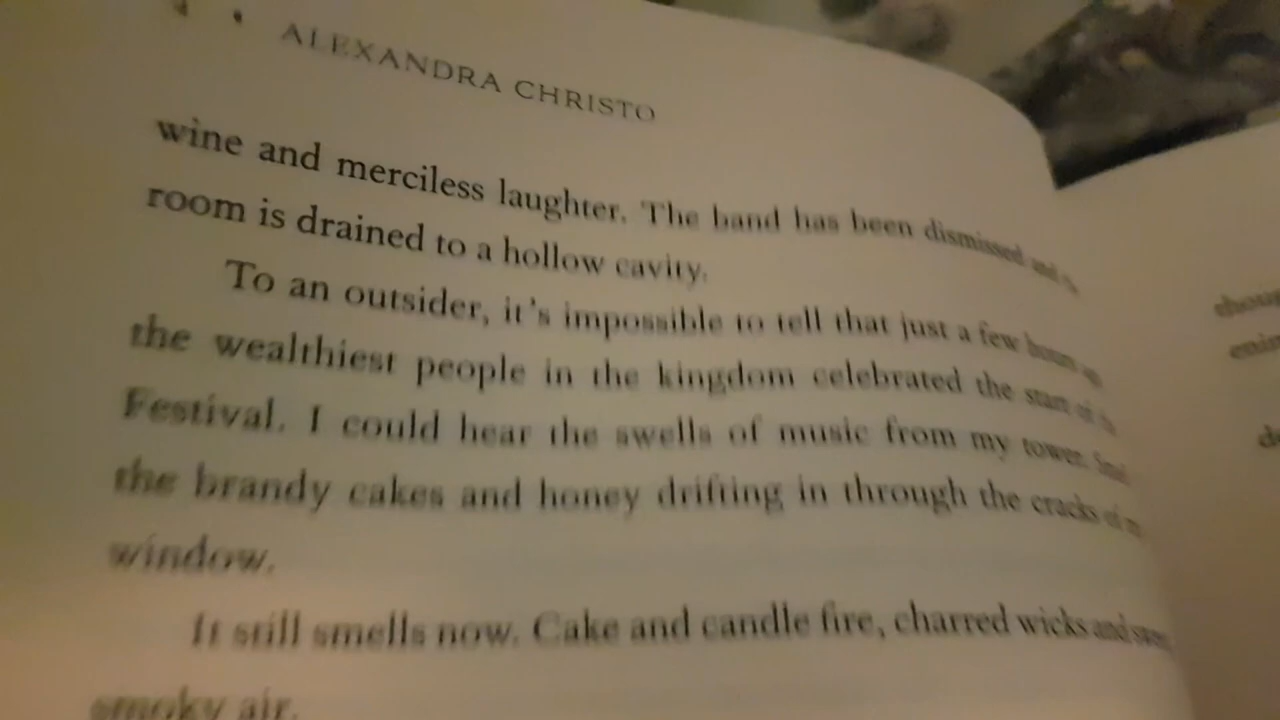 ALEXANDRA CHRISTO
wine and merciless laughter. The band has been dismissed and
room is drained to a hollow cavity.
To an outsider, it's impossible to tell that just a few hours
the wealthiest people in the kingdom celebrated the start of
Festival. I could hear the swells of music from my tower.
the brandy cakes and honey drifting in through the cracks of
window.
It still smells now. Cake and candle fire, charred wicks and
smoky air.